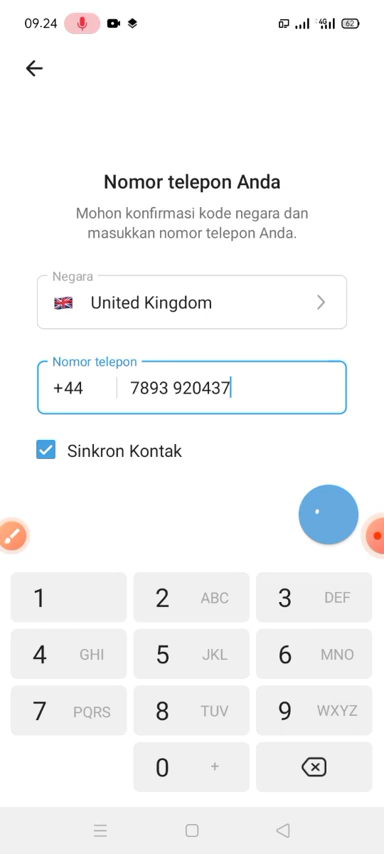 09.24
4G
62
Nomor telepon Anda
Mohon konfirmasi kode negara dan
masukkan nomor telepon Anda.
Negara
United Kingdom
Nomor telepon
+44 7893 920437
Sinkron Kontak
1 2 ABC 3 DEF
4 GHI 5 JKL 6 MNO
7 PQRS 8 TUV 9 WXYZ
0 +